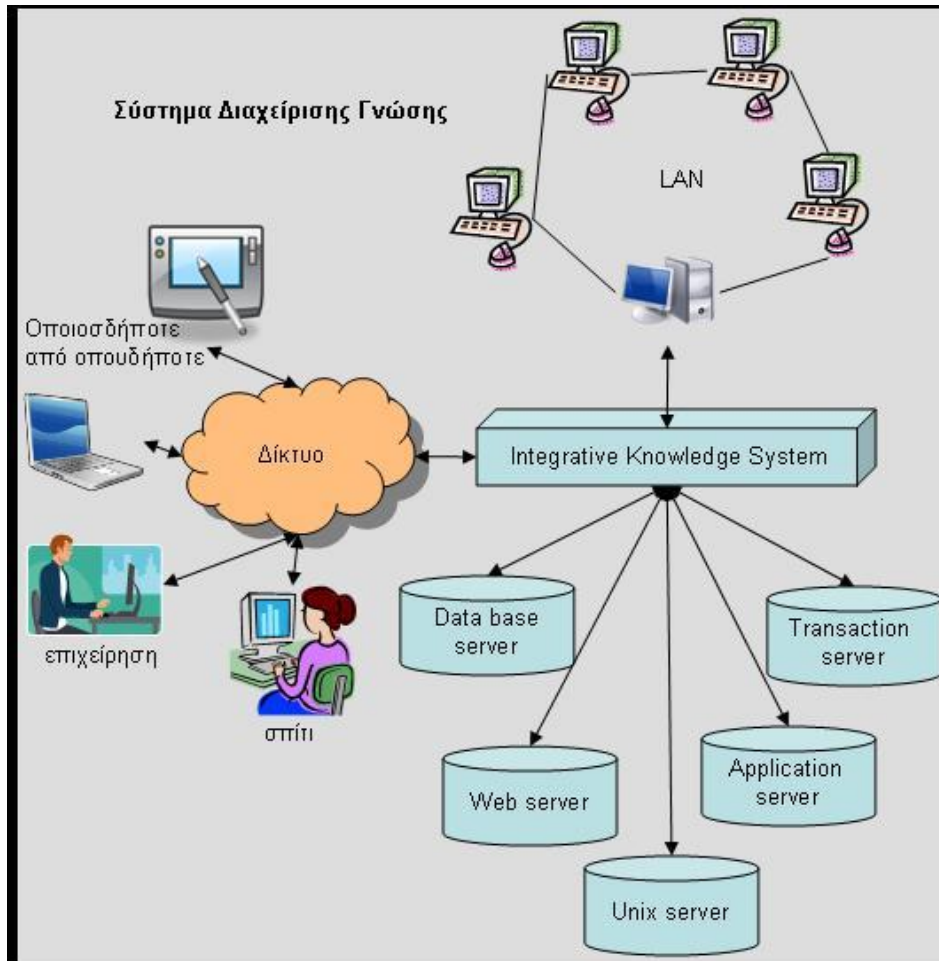 Σύστημα Διαχείρισης Γνώσης
LAN
Οποιοσδήποτε
από οπουδήποτε
Δίκτυο
Integrative Knowledge System
επιχείρηση
σπίτι
Data base
server
Transaction
server
Web server
Application
server
Unix server